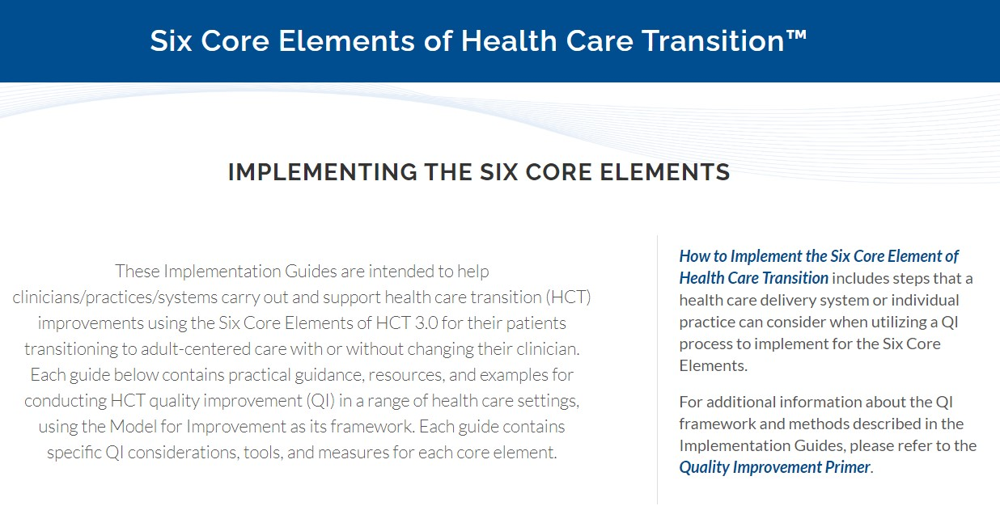 Six Core Elements of Health Care Transition™
IMPLEMENTING THE SIX CORE ELEMENTS
These Implementation Guides are intended to help
clinicians/practices/systems carry out and support health care transition (HCT)
improvements using the Six Core Elements of HCT 3.0 for their patients
transitioning to adult-centered care with or without changing their clinician.
Each guide below contains practical guidance, resources, and examples for
conducting HCT quality improvement (QI) in a range of health care settings,
using the Model for Improvement as its framework. Each guide contains
specific QI considerations, tools, and measures for each core element.
How to Implement the Six Core Element of
Health Care Transition includes steps that a
health care delivery system or individual
practice can consider when utilizing a QI
process to implement for the Six Core
Elements.
For additional information about the QI
framework and methods described in the
Implementation Guides, please refer to the
Quality Improvement Primer.